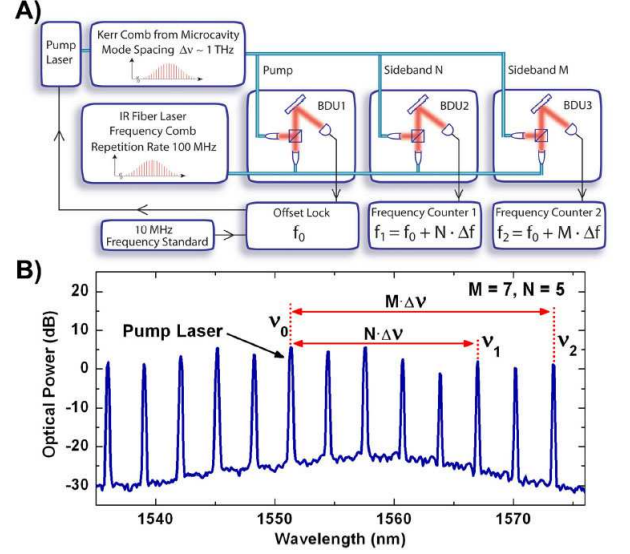 A)
Pump
Laser
Kerr Comb from Microcavity
Mode Spacing Δν ~ 1 THz
Pump
Sideband N
Sideband M
BDU1
BDU2
BDU3
IR Fiber Laser
Frequency Comb
Repetition Rate 100 MHz
10 MHz
Frequency Standard
Offset Lock
f₀
Frequency Counter 1
f₁ = f₀ + N · Δf
Frequency Counter 2
f₂ = f₀ + M · Δf
B)
M = 7, N = 5
M·Δν
N·Δν
ν₀
ν₁
ν₂
Pump Laser
Optical Power (dB)
20
10
0
-10
-20
-30
1540
1550
1560
1570
Wavelength (nm)